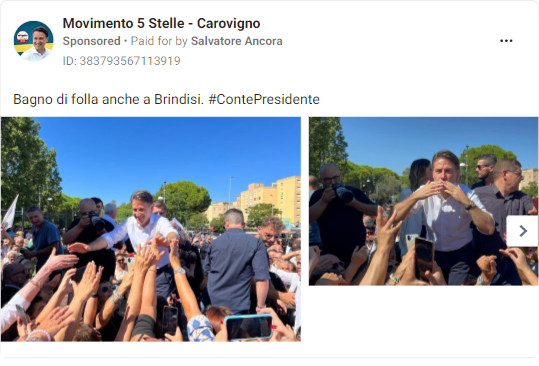 Movimento 5 Stelle - Carovigno
Sponsored • Paid for by Salvatore Ancora
ID: 383793567113919
Bagno di folla anche a Brindisi. #ContePresidente